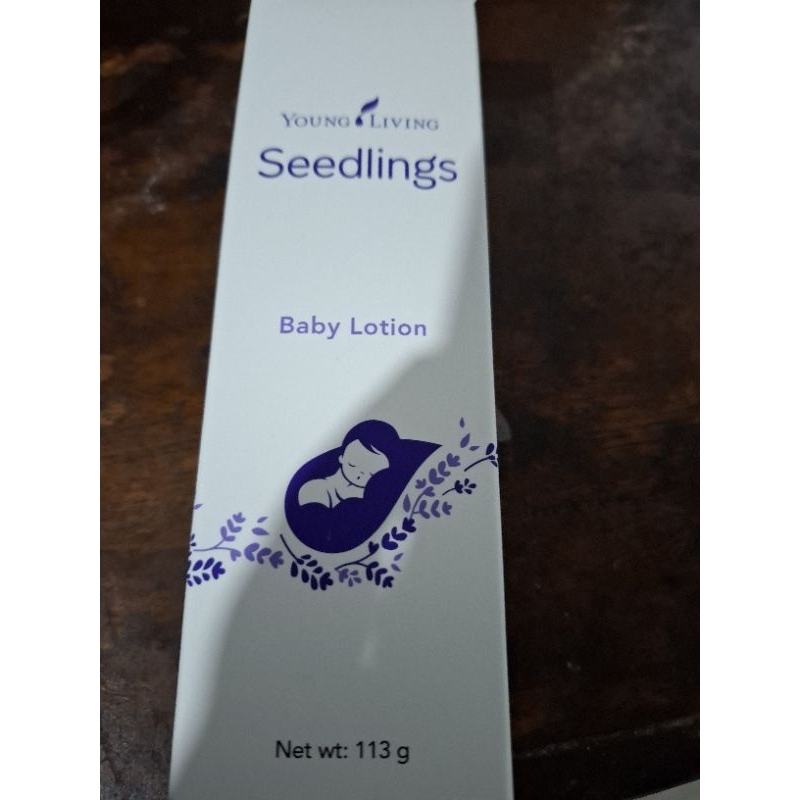 Young Living
Seedlings
Baby Lotion
Net wt: 113 g